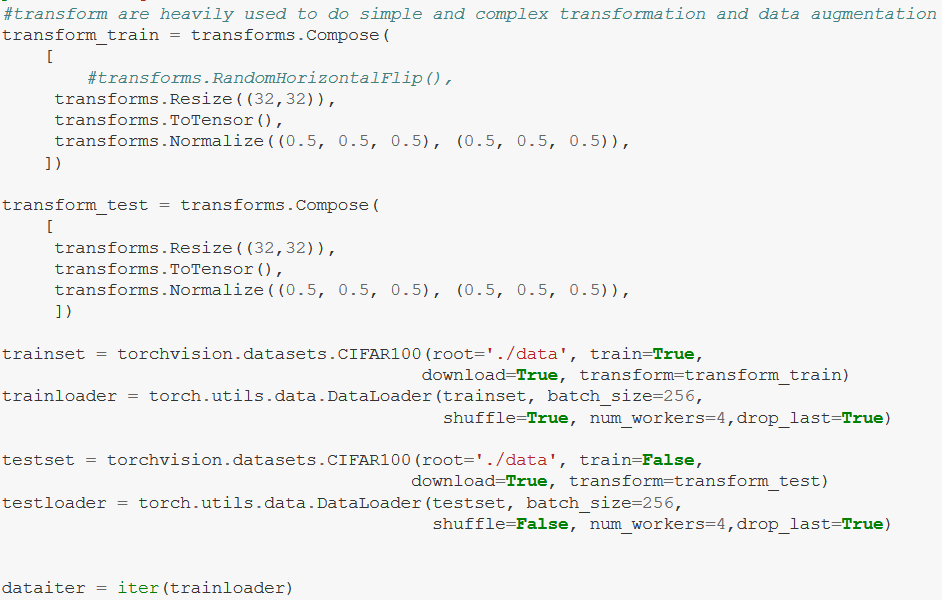 #transform are heavily used to do simple and complex transformation and data augmentation
transform_train = transforms.Compose(
    [
        #transforms.RandomHorizontalFlip(),
     transforms.Resize((32,32)),
     transforms.ToTensor(),
     transforms.Normalize((0.5, 0.5, 0.5), (0.5, 0.5, 0.5)),
    ])

transform_test = transforms.Compose(
    [
     transforms.Resize((32,32)),
     transforms.ToTensor(),
     transforms.Normalize((0.5, 0.5, 0.5), (0.5, 0.5, 0.5)),
     ])

trainset = torchvision.datasets.CIFAR100(root='./data', train=True,
                                        download=True, transform=transform_train)
trainloader = torch.utils.data.DataLoader(trainset, batch_size=256,
                                          shuffle=True, num_workers=4,drop_last=True)

testset = torchvision.datasets.CIFAR100(root='./data', train=False,
                                       download=True, transform=transform_test)
testloader = torch.utils.data.DataLoader(testset, batch_size=256,
                                         shuffle=False, num_workers=4,drop_last=True)


dataiter = iter(trainloader)